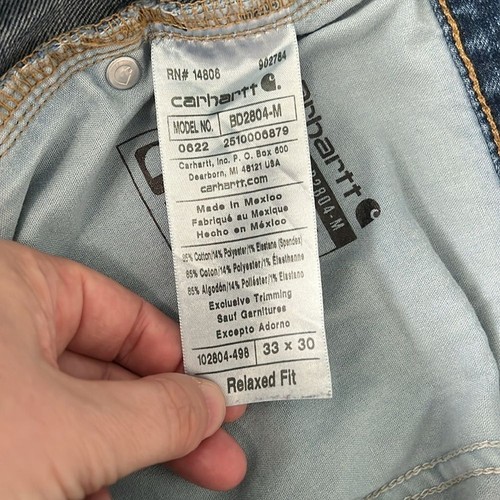 RN# 14806 902764
carhartt
MODEL NO. BD2804-M
0622 2510006879
Carhartt, Inc. P. O. Box 600
Dearborn, MI 48121 USA
carhartt.com
Made in Mexico
Fabriqué au Mexique
Hecho en México
85% Cotton/14% Polyester/1% Elastane (Spandex)
85% Coton/14% Polyester/1% Élasthanne
85% Algodón/14% Poliéster/1% Elastano
Exclusive Trimming
Sauf Garnitures
Excepto Adorno
102804-498 33 x 30
Relaxed Fit
arhartt
D2804-M